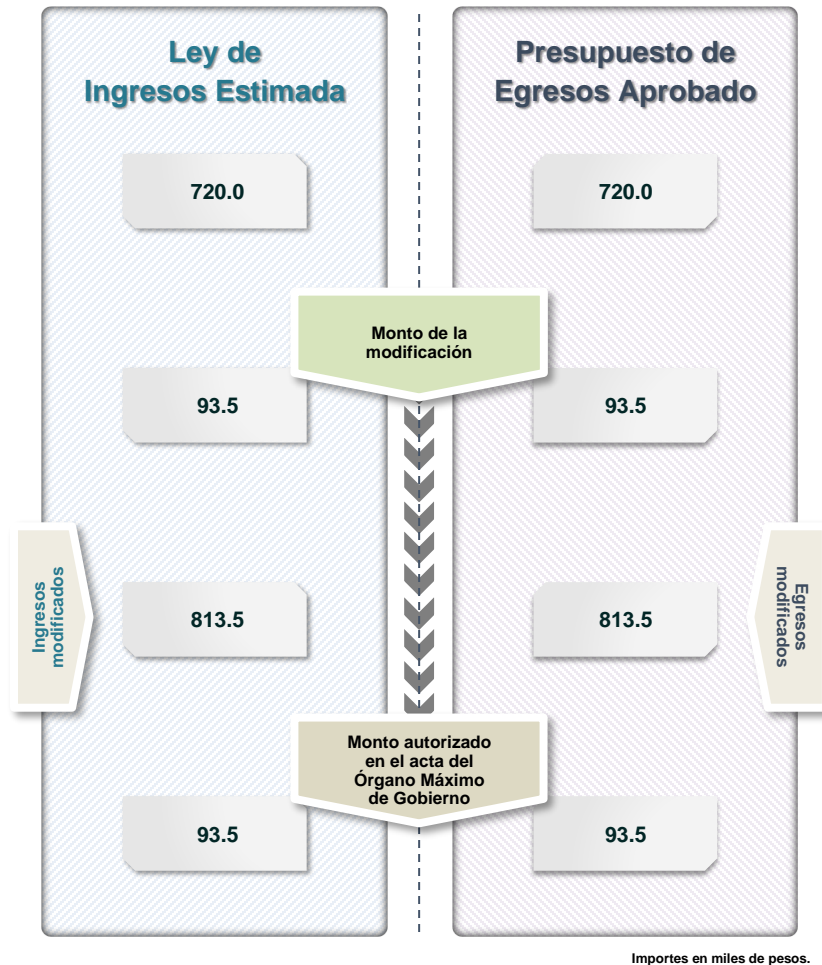 Ley de
Ingresos Estimada
Presupuesto de
Egresos Aprobado
720.0
720.0
Monto de la
modificación
93.5
93.5
Ingresos
modificados
813.5
813.5
Egresos
modificados
Monto autorizado
en el acta del
Órgano Máximo
de Gobierno
93.5
93.5
Importes en miles de pesos.